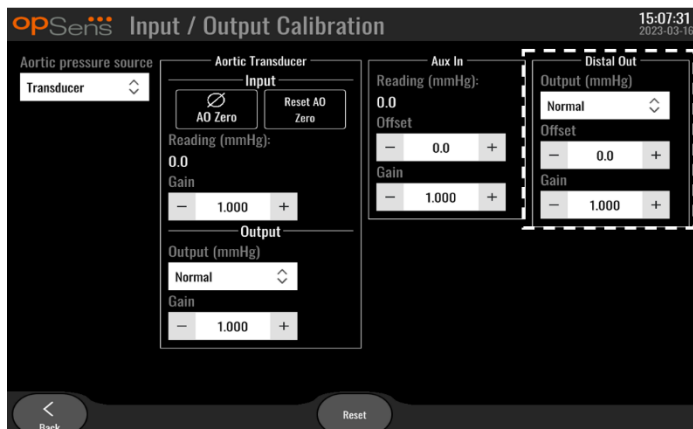 opSens Input / Output Calibration
15:07:31
2023-03-16
Aortic pressure source
Transducer
Aortic Transducer
Input
AO Zero
Reset AO
Zero
Reading (mmHg):
0.0
Gain
− 1.000 +
Output
Output (mmHg)
Normal
Gain
− 1.000 +
Aux In
Reading (mmHg):
0.0
Offset
− 0.0 +
Gain
− 1.000 +
Distal Out
Output (mmHg)
Normal
Offset
− 0.0 +
Gain
− 1.000 +
Back
Reset